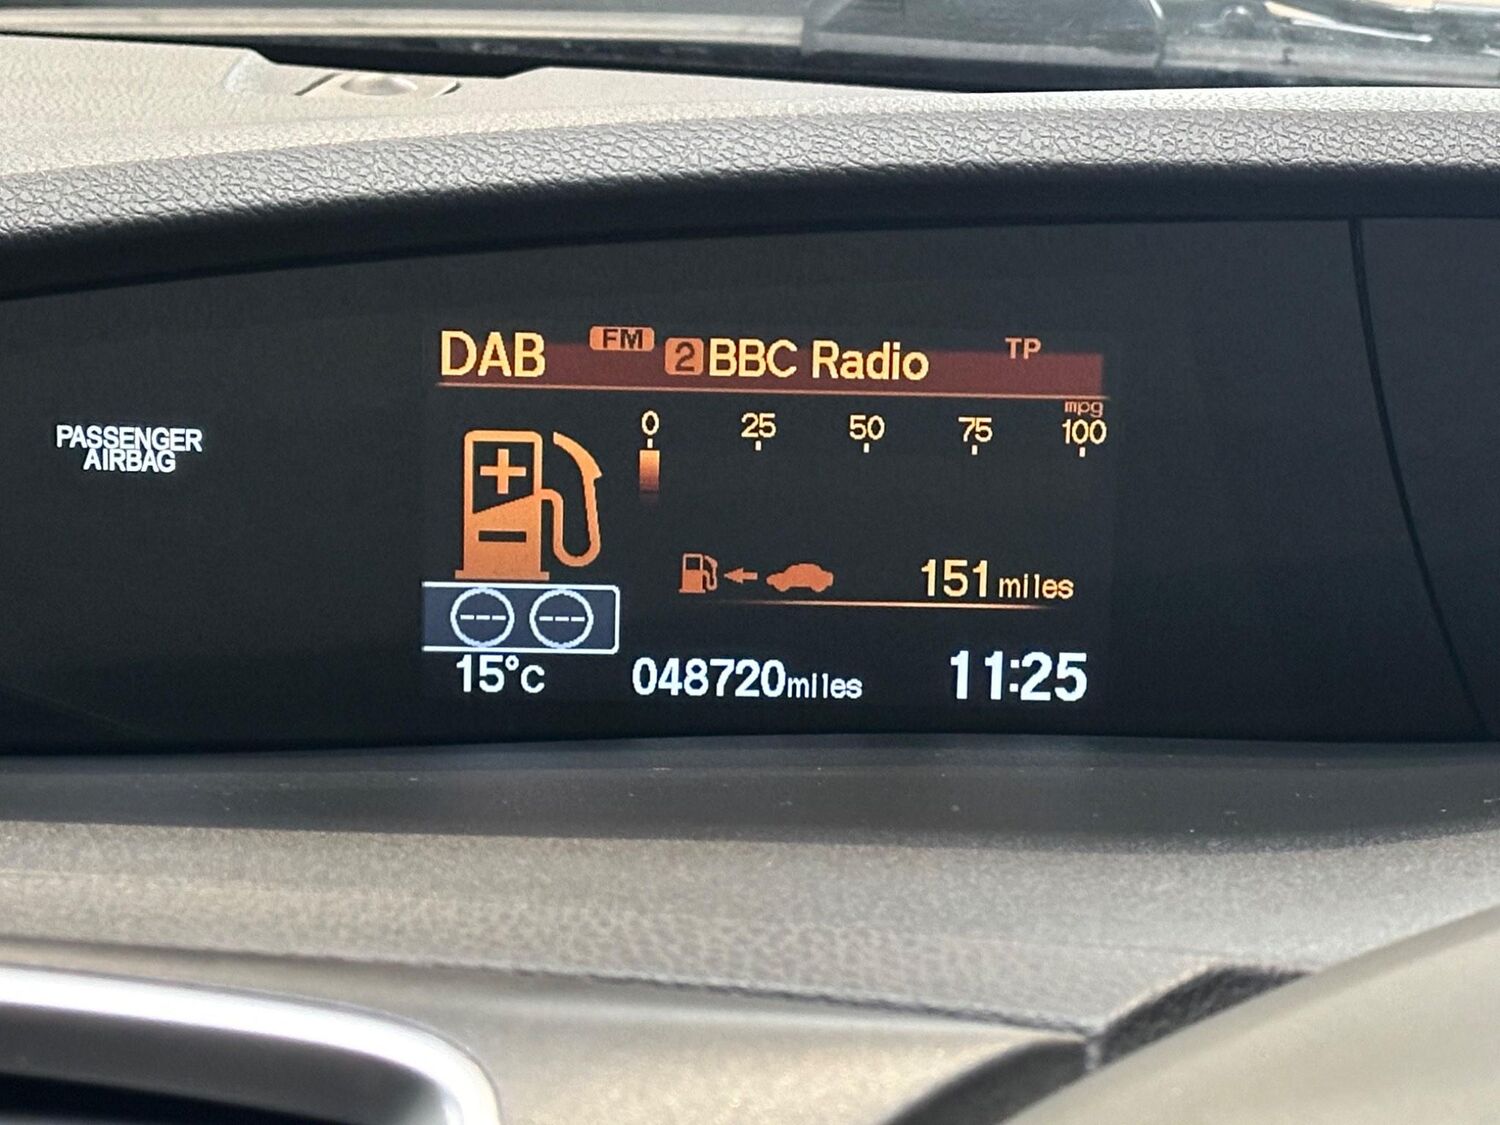 DAB FM 2 BBC Radio TP
mpg
0 25 50 75 100
PASSENGER
AIRBAG
+
-
151 miles
--- ---
15°C 048720miles 11:25